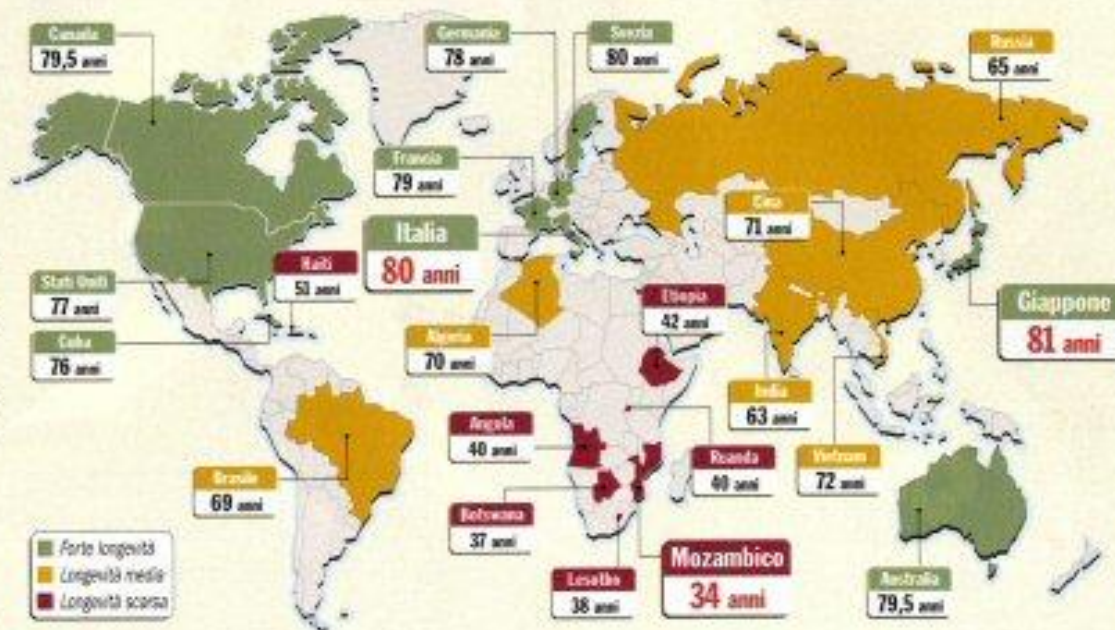 Canada
79,5 anni
Germania
78 anni
Svezia
80 anni
Russia
65 anni
Francia
79 anni
Cina
71 anni
Italia
80 anni
Haiti
51 anni
Stati Uniti
77 anni
Etiopia
42 anni
Giappone
81 anni
Cuba
76 anni
Algeria
70 anni
India
63 anni
Angola
40 anni
Ruanda
40 anni
Vietnam
72 anni
Brasile
69 anni
Botswana
37 anni
Forte longevità
Longevità media
Longevità scarsa
Lesotho
38 anni
Mozambico
34 anni
Australia
79,5 anni